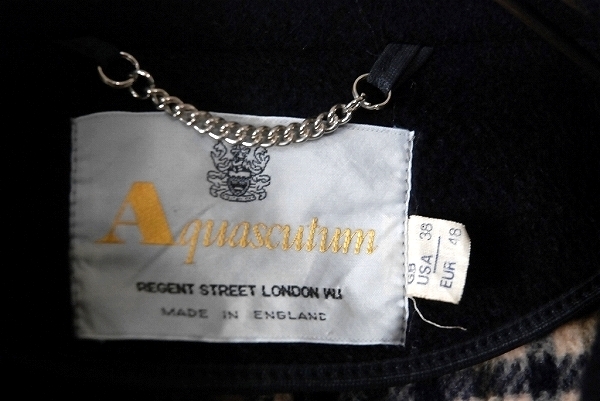 Aquascutum
REGENT STREET LONDON W1
MADE IN ENGLAND
GB
USA 38
EUR 48